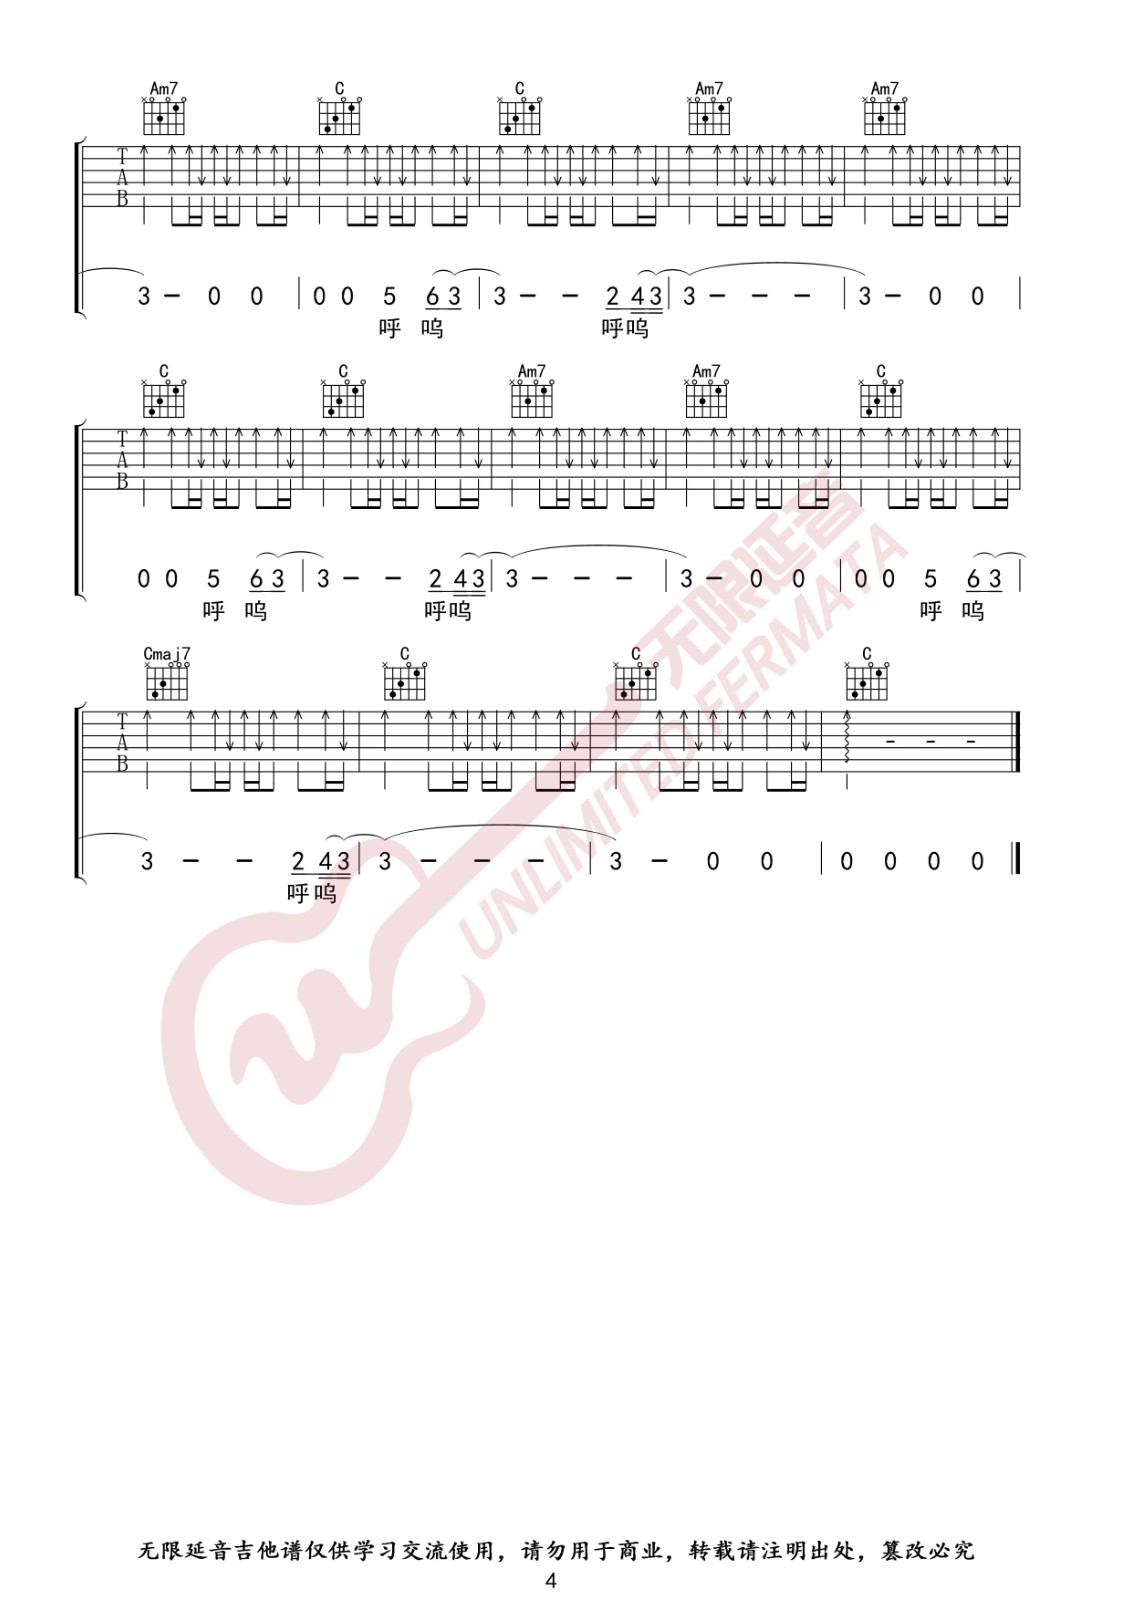 Am7 C C Am7 Am7
T
A
B
3 – 0 0 | 0 0 5 6 3 | 3 – – 2 4 3 | 3 – – – | 3 – 0 0 |
呼 呜 呼呜
C C Am7 Am7 C
T
A
B
0 0 5 6 3 | 3 – – 2 4 3 | 3 – – – | 3 – 0 0 | 0 0 5 6 3 |
呼 呜 呼呜 呼 呜
Cmaj7 C C C
T
A
B
3 – – 2 4 3 | 3 – – – | 3 – 0 0 | 0 0 0 0
呼呜
无限延音
UNLIMITED FERMATA
无限延音吉他谱仅供学习交流使用，请勿用于商业，转载请注明出处，篡改必究
4